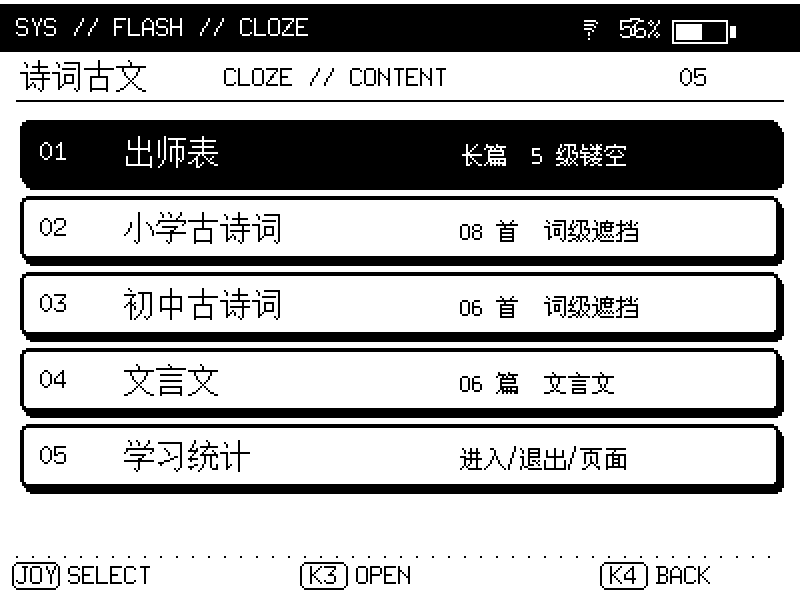 SYS // FLASH // CLOZE 56%
诗词古文 CLOZE // CONTENT 05
01 出师表 长篇 5 级镂空
02 小学古诗词 08 首 词级遮挡
03 初中古诗词 06 首 词级遮挡
04 文言文 06 篇 文言文
05 学习统计 进入/退出/页面
JOY SELECT K3 OPEN K4 BACK